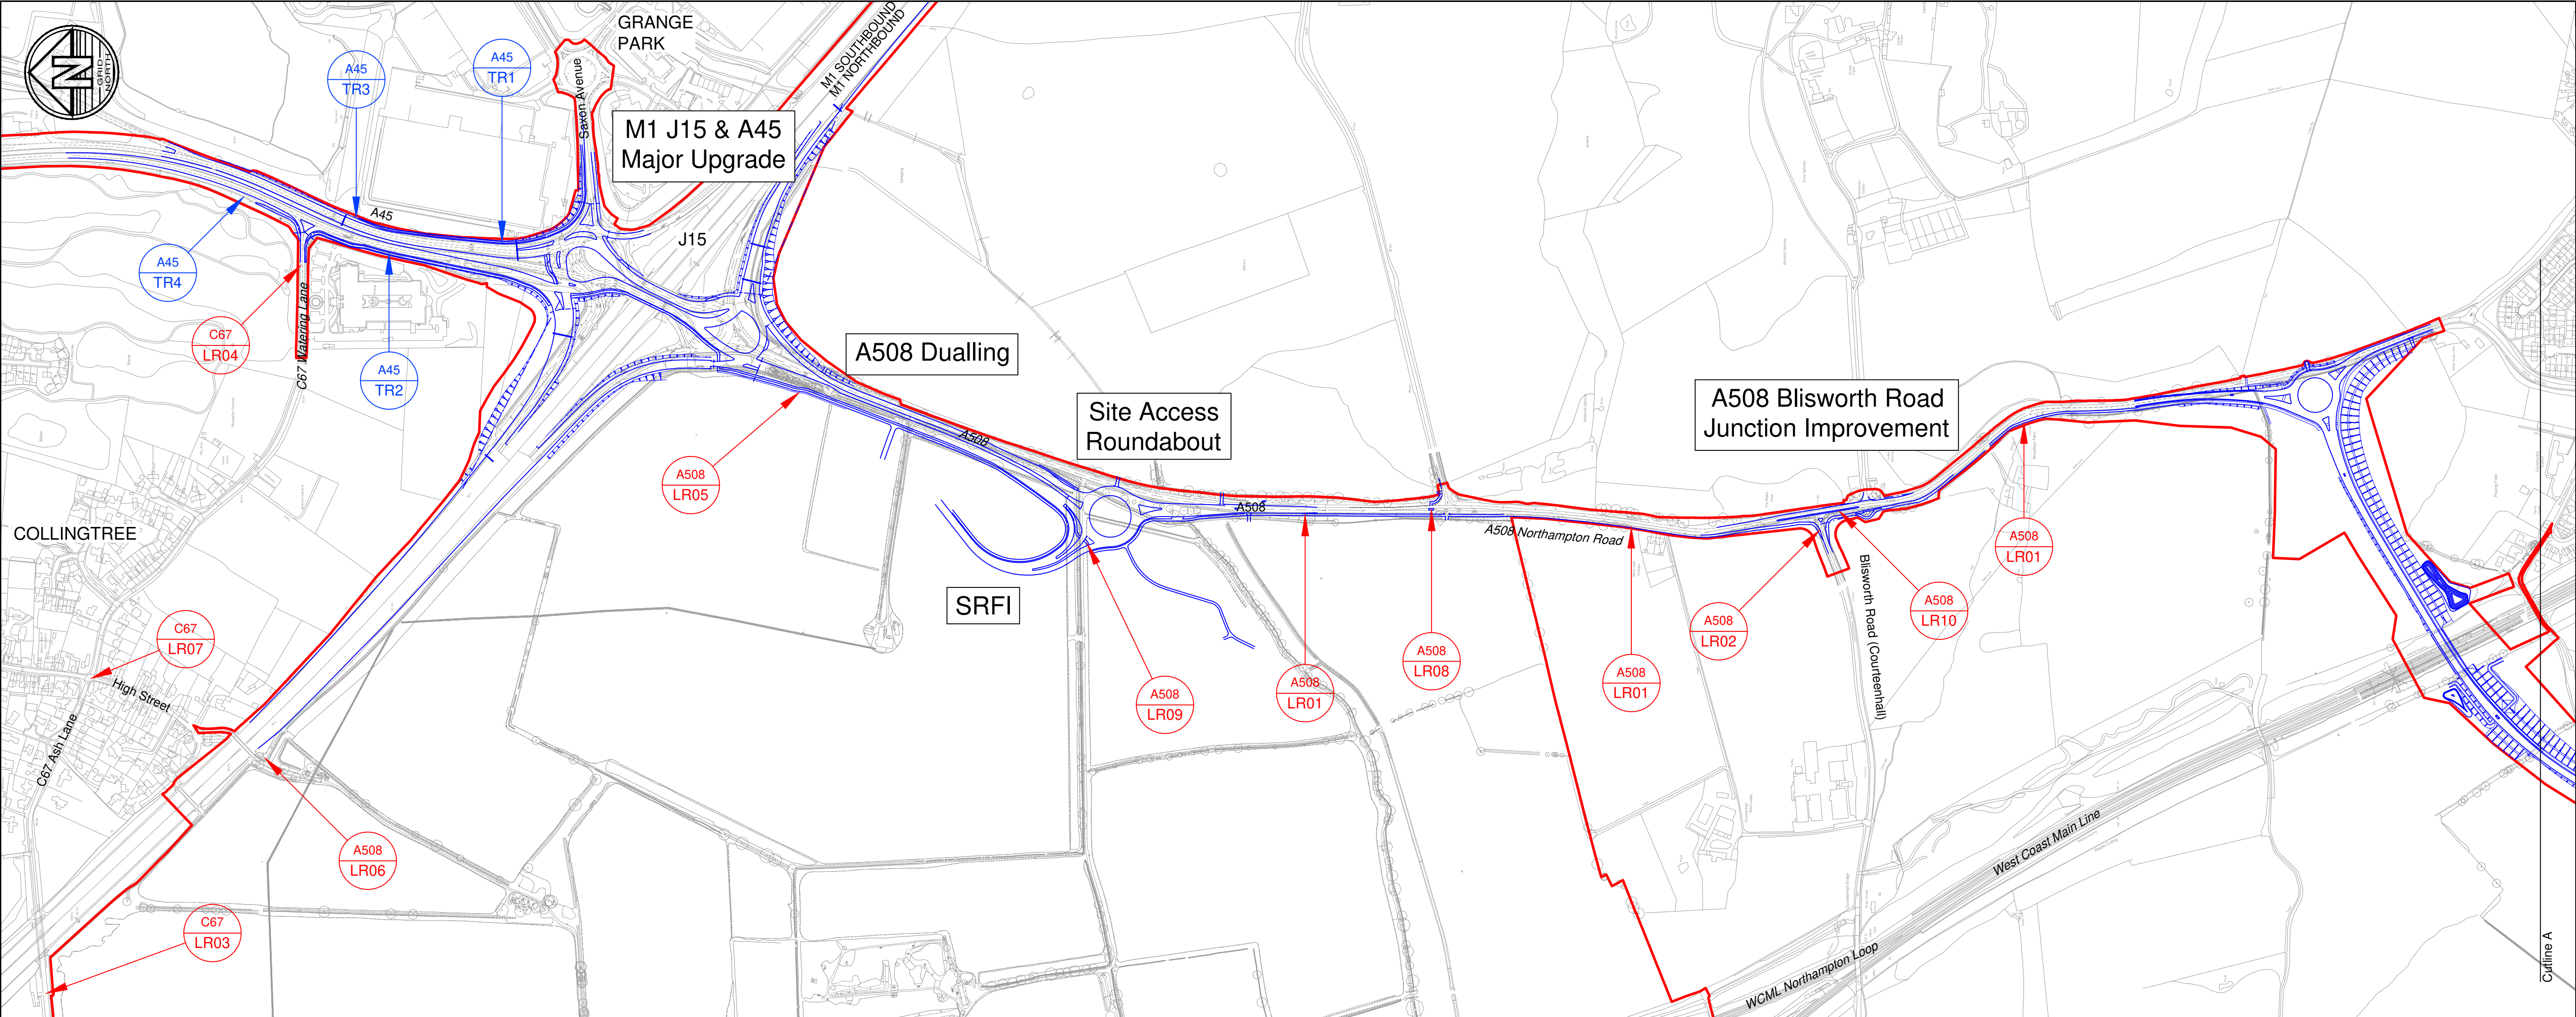 GRID
NORTH
N
GRANGE
PARK
M1 SOUTHBOUND
M1 NORTHBOUND
A45
TR3
A45
TR1
Saxon Avenue
M1 J15 & A45
Major Upgrade
A45
J15
A45
TR4
C67
LR04
C67 Watering Lane
A45
TR2
A508 Dualling
Site Access
Roundabout
A508 Blisworth Road
Junction Improvement
A508
A508
LR05
A508
A508 Northampton Road
COLLINGTREE
SRFI
C67
LR07
High Street
C67 Ash Lane
A508
LR09
A508
LR01
A508
LR08
A508
LR01
A508
LR02
Blisworth Road (Courteenhall)
A508
LR10
A508
LR01
A508
LR06
C67
LR03
West Coast Main Line
WCML Northampton Loop
Cutline A